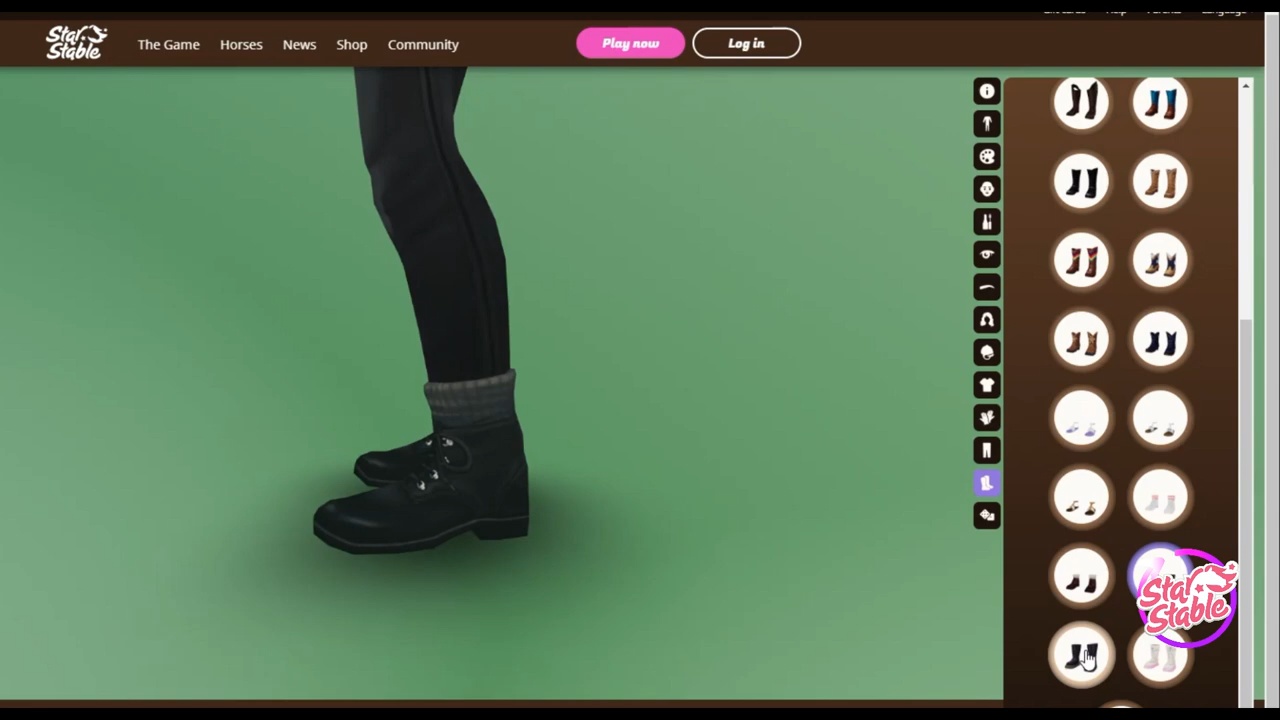 Star Stable
The Game Horses News Shop Community
Play now
Log in
Star Stable